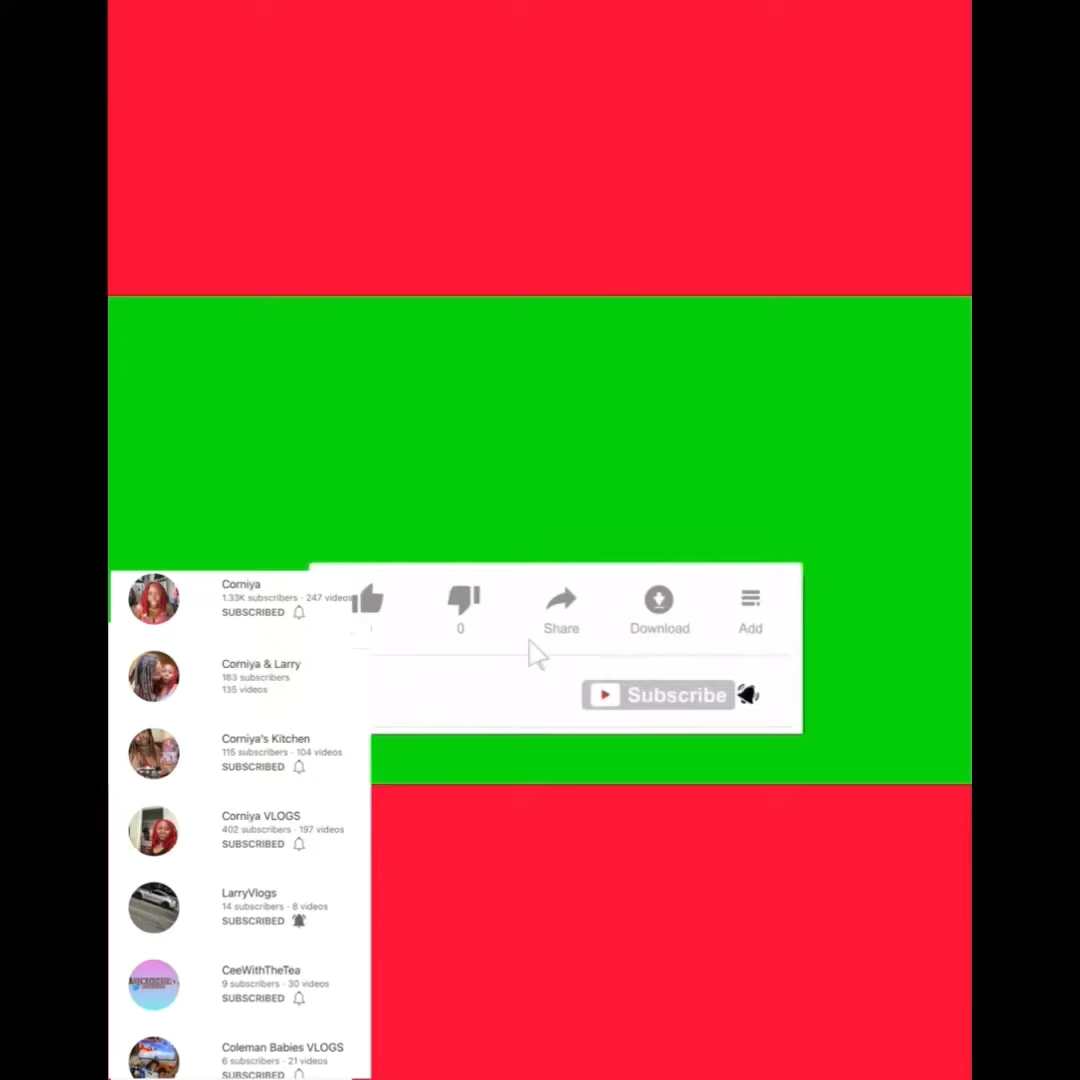 Corniya
1.33K subscribers · 247 videos
SUBSCRIBED
0
Share
Download
Add
Corniya & Larry
183 subscribers
135 videos
Subscribe
Corniya's Kitchen
115 subscribers · 104 videos
SUBSCRIBED
Corniya VLOGS
402 subscribers · 197 videos
SUBSCRIBED
LarryVlogs
14 subscribers · 8 videos
SUBSCRIBED
CeeWithTheTea
9 subscribers · 30 videos
SUBSCRIBED
Coleman Babies VLOGS
6 subscribers · 21 videos
SUBSCRIBED